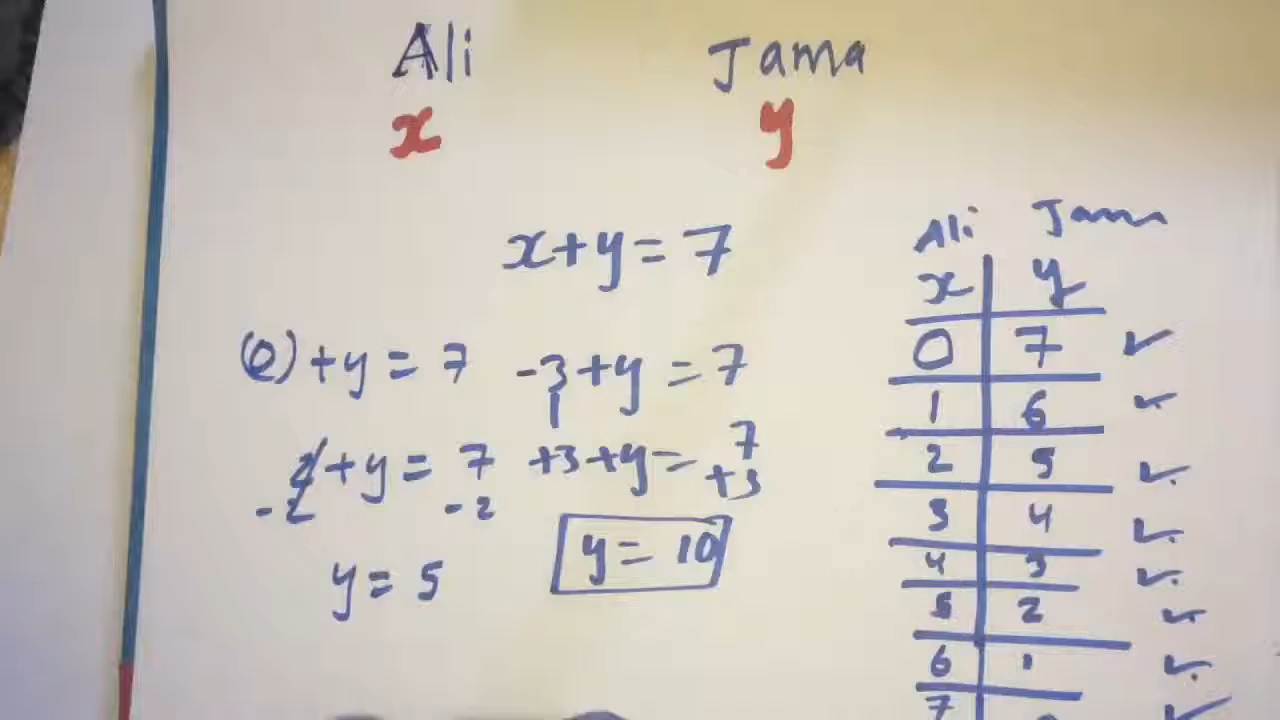 Ali Jama
x y
x+y=7
(2)+y=7 -3+y=7
2+y=7 +3+y=7
-2 -2 +3
y=5 y=10
Ali Jama
x y
0 7 ✓
1 6 ✓
2 5 ✓
3 4 ✓
4 3 ✓
5 2 ✓
6 1 ✓
7 ✓